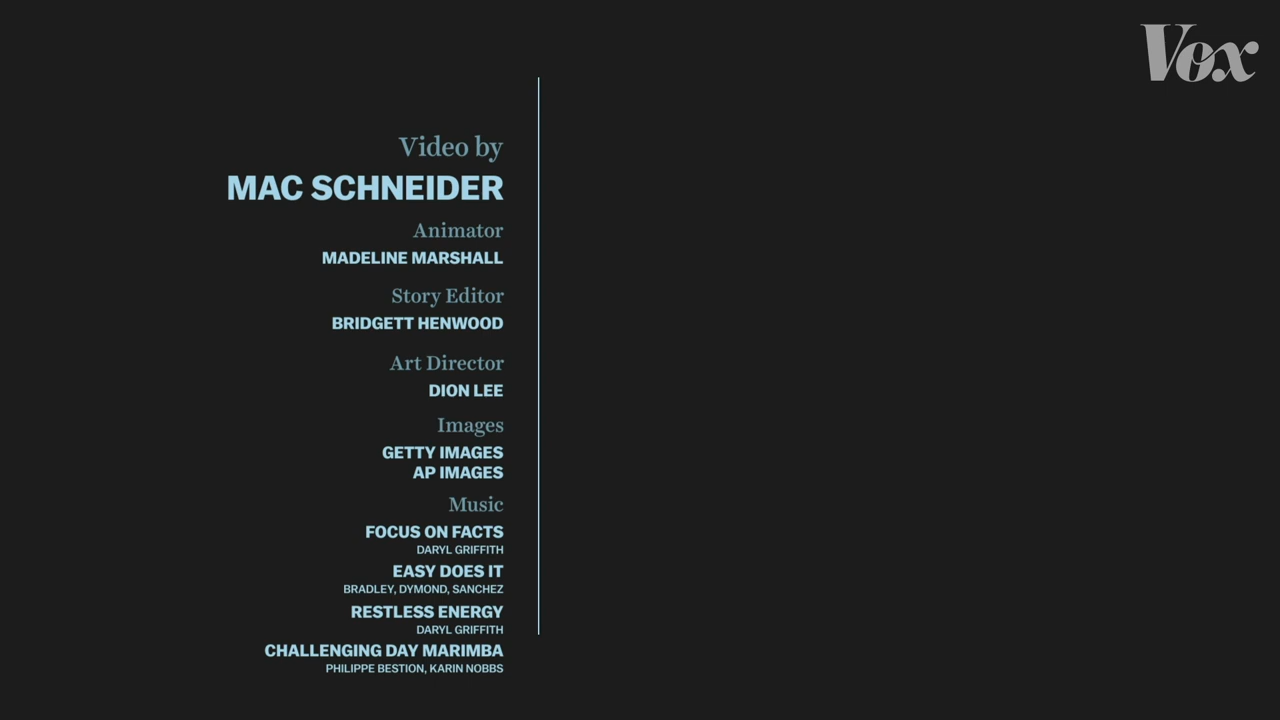 Vox
Video by
MAC SCHNEIDER
Animator
MADELINE MARSHALL
Story Editor
BRIDGETT HENWOOD
Art Director
DION LEE
Images
GETTY IMAGES
AP IMAGES
Music
FOCUS ON FACTS
DARYL GRIFFITH
EASY DOES IT
BRADLEY, DYMOND, SANCHEZ
RESTLESS ENERGY
DARYL GRIFFITH
CHALLENGING DAY MARIMBA
PHILIPPE BESTION, KARIN NOBBS